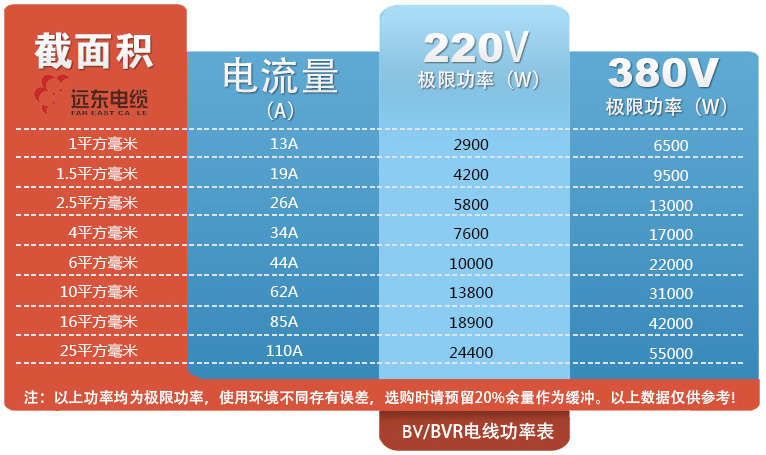 截面积
远东电缆
FAR EAST CA LE
电流量
（A）
220V
极限功率（W）
380V
极限功率（W）
1平方毫米 13A 2900 6500
1.5平方毫米 19A 4200 9500
2.5平方毫米 26A 5800 13000
4平方毫米 34A 7600 17000
6平方毫米 44A 10000 22000
10平方毫米 62A 13800 31000
16平方毫米 85A 18900 42000
25平方毫米 110A 24400 55000
注：以上功率均为极限功率，使用环境不同存有误差，选购时请预留20%余量作为缓冲。以上数据仅供参考!
BV/BVR电线功率表